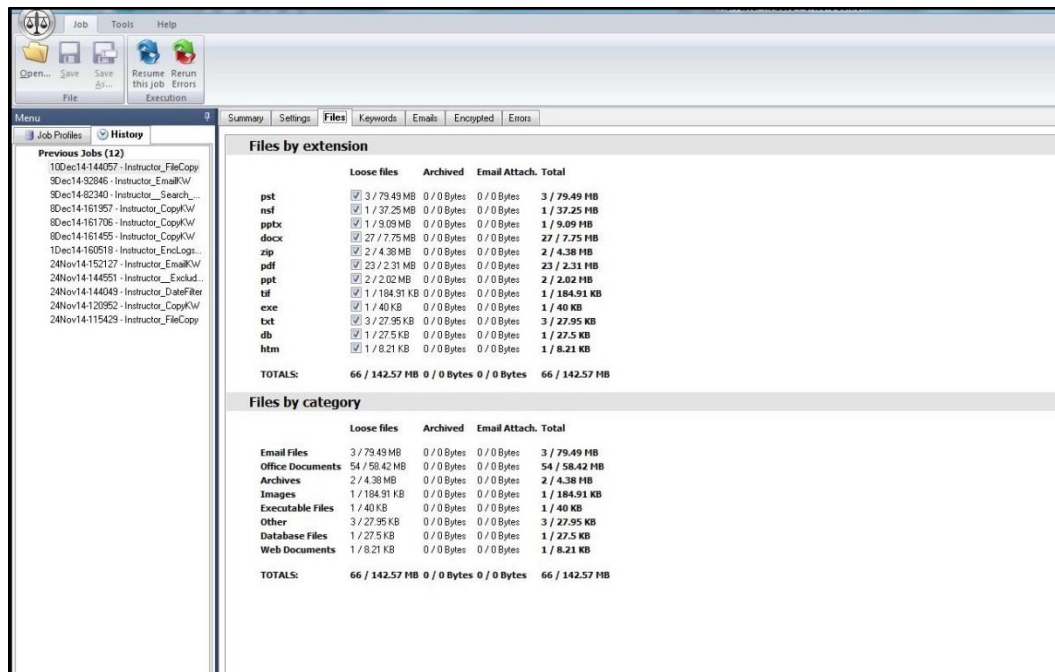 Job Tools Help
Open... Save Save As... Resume this job Rerun Errors
File Execution
Menu
Job Profiles History
Previous Jobs (12)
10Dec14-144057 - Instructor_FileCopy
9Dec14-92846 - Instructor_EmailKW
9Dec14-82340 - Instructor__Search_...
8Dec14-161957 - Instructor_CopyKW
8Dec14-161706 - Instructor_CopyKW
8Dec14-161455 - Instructor_CopyKW
1Dec14-160518 - Instructor_EncLogs...
24Nov14-152127 - Instructor_EmailKW
24Nov14-144551 - Instructor__Exclud...
24Nov14-144049 - Instructor_DateFilter
24Nov14-120952 - Instructor_CopyKW
24Nov14-115429 - Instructor_FileCopy
Summary Settings Files Keywords Emails Encrypted Errors
Files by extension
Loose files Archived Email Attach. Total
pst 3 / 79.49 MB 0 / 0 Bytes 0 / 0 Bytes 3 / 79.49 MB
nsf 1 / 37.25 MB 0 / 0 Bytes 0 / 0 Bytes 1 / 37.25 MB
pptx 1 / 9.09 MB 0 / 0 Bytes 0 / 0 Bytes 1 / 9.09 MB
docx 27 / 7.75 MB 0 / 0 Bytes 0 / 0 Bytes 27 / 7.75 MB
zip 2 / 4.38 MB 0 / 0 Bytes 0 / 0 Bytes 2 / 4.38 MB
pdf 23 / 2.31 MB 0 / 0 Bytes 0 / 0 Bytes 23 / 2.31 MB
ppt 2 / 2.02 MB 0 / 0 Bytes 0 / 0 Bytes 2 / 2.02 MB
tif 1 / 184.91 KB 0 / 0 Bytes 0 / 0 Bytes 1 / 184.91 KB
exe 1 / 40 KB 0 / 0 Bytes 0 / 0 Bytes 1 / 40 KB
txt 3 / 27.95 KB 0 / 0 Bytes 0 / 0 Bytes 3 / 27.95 KB
db 1 / 27.5 KB 0 / 0 Bytes 0 / 0 Bytes 1 / 27.5 KB
htm 1 / 8.21 KB 0 / 0 Bytes 0 / 0 Bytes 1 / 8.21 KB
TOTALS: 66 / 142.57 MB 0 / 0 Bytes 0 / 0 Bytes 66 / 142.57 MB
Files by category
Loose files Archived Email Attach. Total
Email Files 3 / 79.49 MB 0 / 0 Bytes 0 / 0 Bytes 3 / 79.49 MB
Office Documents 54 / 58.42 MB 0 / 0 Bytes 0 / 0 Bytes 54 / 58.42 MB
Archives 2 / 4.38 MB 0 / 0 Bytes 0 / 0 Bytes 2 / 4.38 MB
Images 1 / 184.91 KB 0 / 0 Bytes 0 / 0 Bytes 1 / 184.91 KB
Executable Files 1 / 40 KB 0 / 0 Bytes 0 / 0 Bytes 1 / 40 KB
Other 3 / 27.95 KB 0 / 0 Bytes 0 / 0 Bytes 3 / 27.95 KB
Database Files 1 / 27.5 KB 0 / 0 Bytes 0 / 0 Bytes 1 / 27.5 KB
Web Documents 1 / 8.21 KB 0 / 0 Bytes 0 / 0 Bytes 1 / 8.21 KB
TOTALS: 66 / 142.57 MB 0 / 0 Bytes 0 / 0 Bytes 66 / 142.57 MB